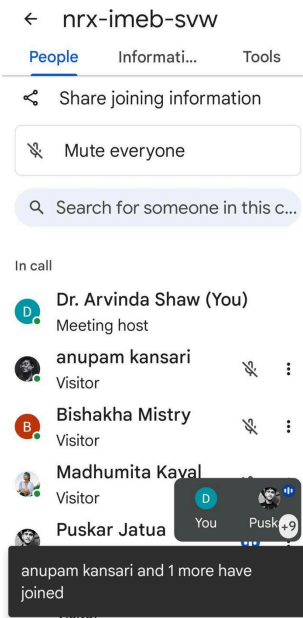 nrx-imeb-svw
People Informati... Tools
Share joining information
Mute everyone
Search for someone in this c...
In call
D
Dr. Arvinda Shaw (You)
Meeting host
anupam kansari
Visitor
B
Bishakha Mistry
Visitor
Madhumita Kayal
Visitor
D
You Puska
+9
Puskar Jatua
anupam kansari and 1 more have
joined